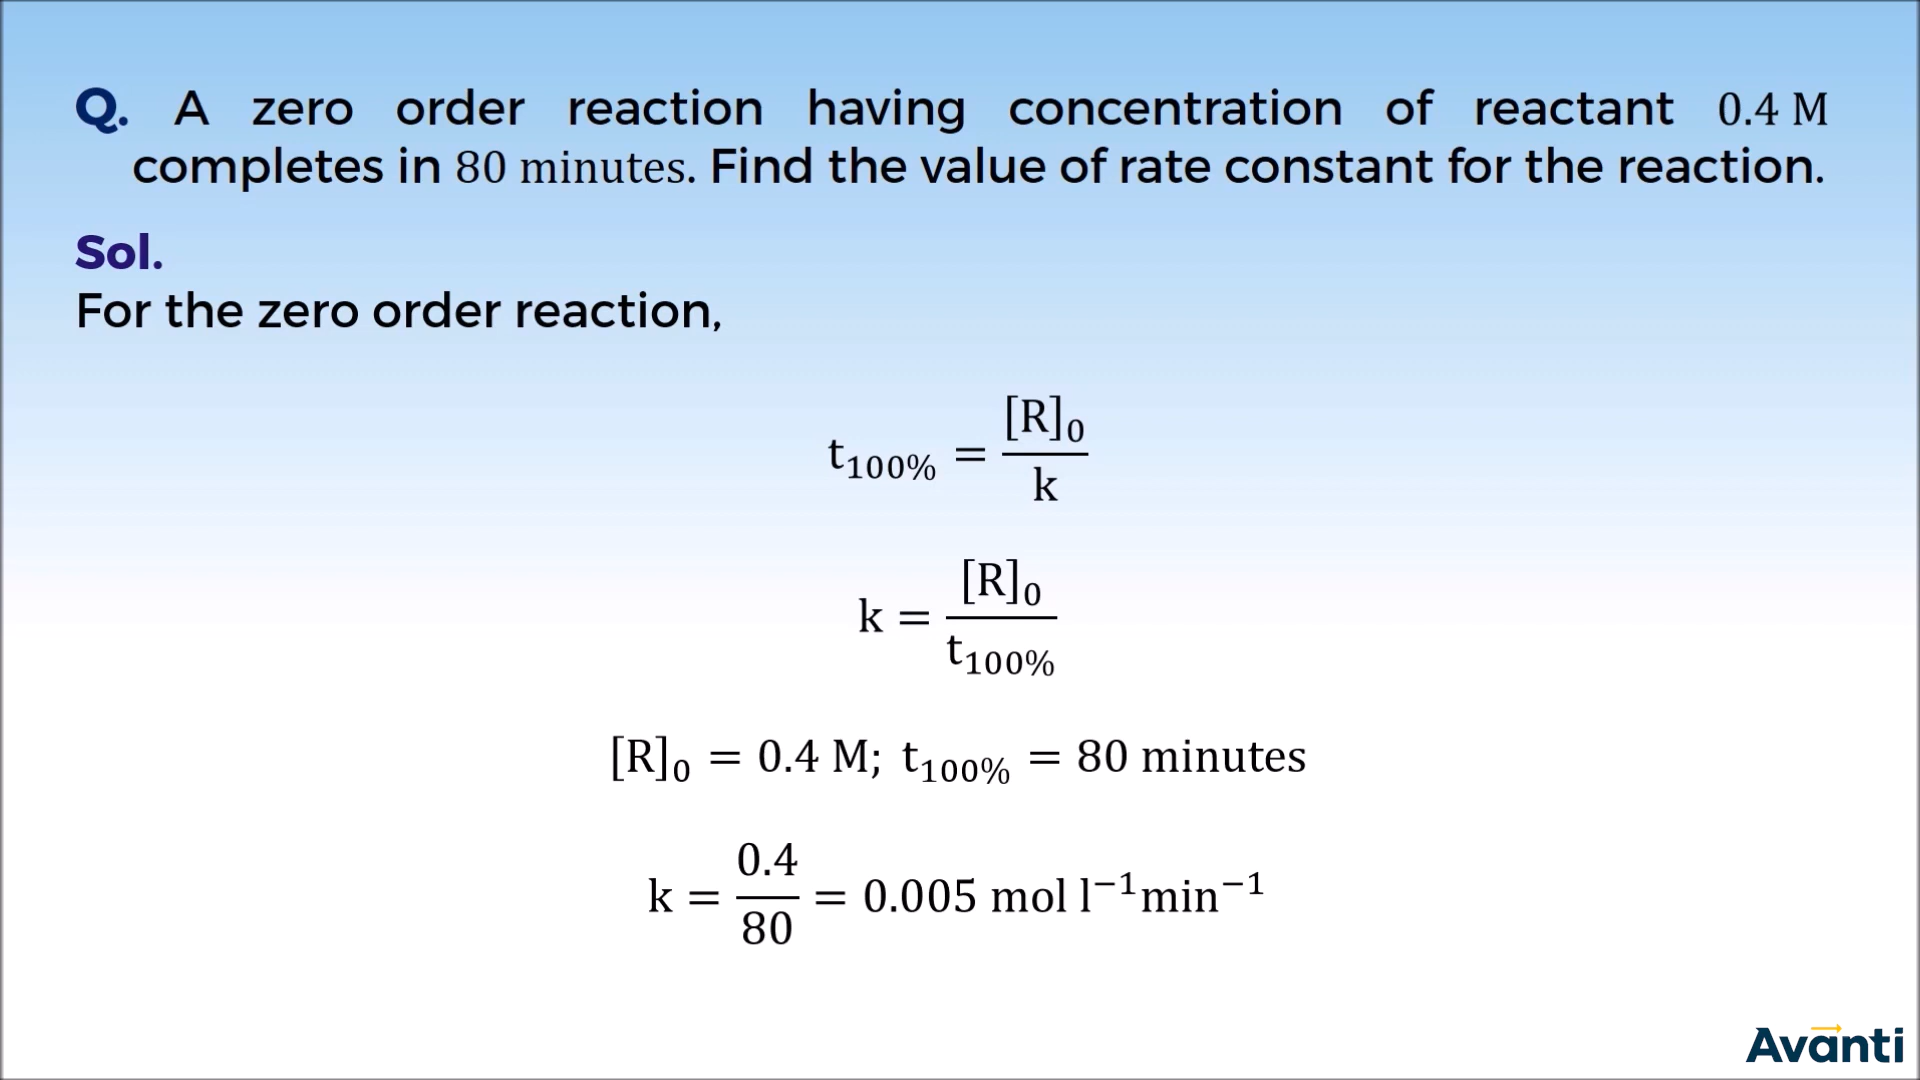 Q. A zero order reaction having concentration of reactant 0.4 M
completes in 80 minutes. Find the value of rate constant for the reaction.
Sol.
For the zero order reaction,
t₁₀₀% = [R]₀ / k
k = [R]₀ / t₁₀₀%
[R]₀ = 0.4 M; t₁₀₀% = 80 minutes
k = 0.4 / 80 = 0.005 mol l⁻¹min⁻¹
Avanti